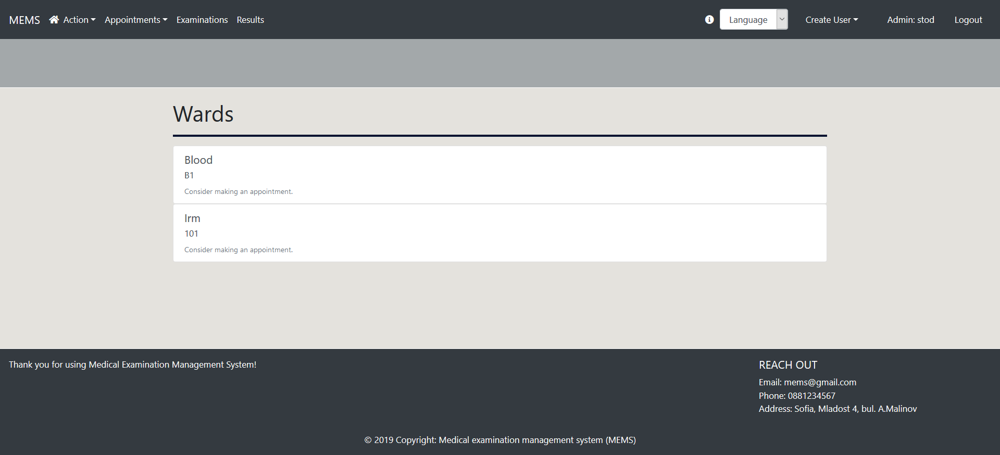 MEMS Action Appointments Examinations Results Language Create User Admin: stod Logout
Wards
Blood
B1
Consider making an appointment.
Irm
101
Consider making an appointment.
Thank you for using Medical Examination Management System!
REACH OUT
Email: mems@gmail.com
Phone: 0881234567
Address: Sofia, Mladost 4, bul. A.Malinov
© 2019 Copyright: Medical examination management system (MEMS)